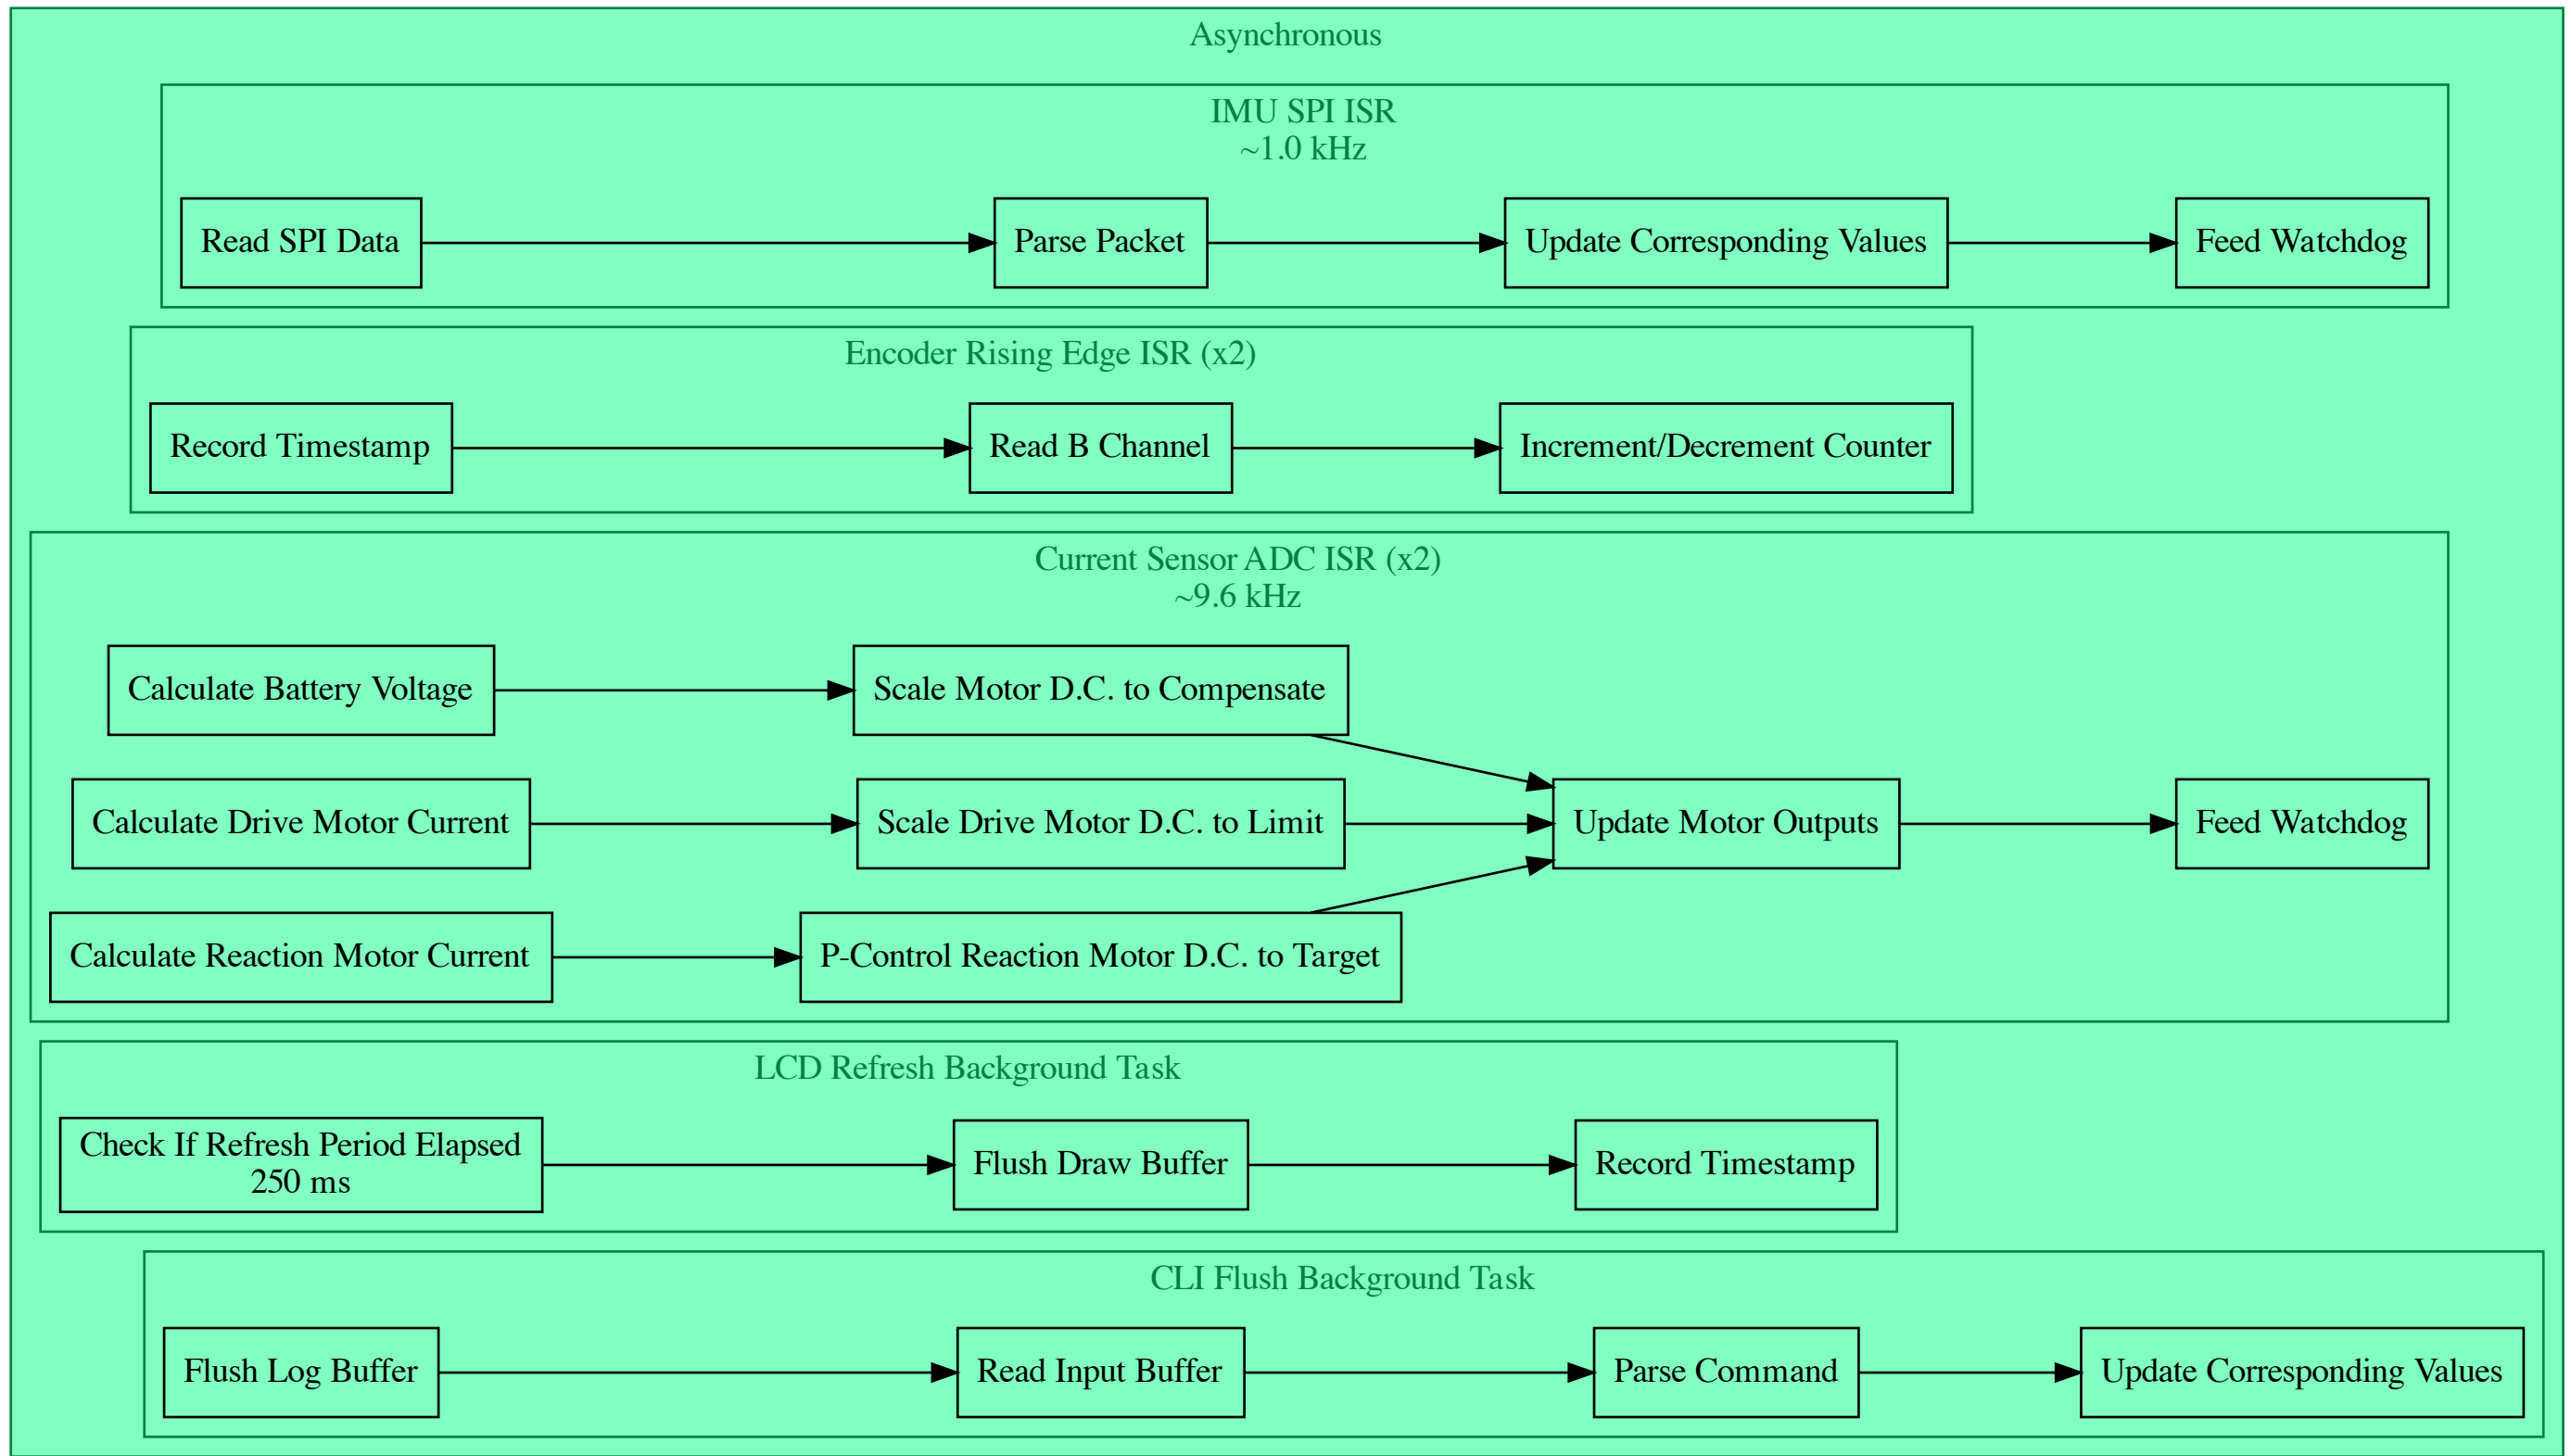 Asynchronous
IMU SPI ISR
~1.0 kHz
Read SPI Data
Parse Packet
Update Corresponding Values
Feed Watchdog
Encoder Rising Edge ISR (x2)
Record Timestamp
Read B Channel
Increment/Decrement Counter
Current Sensor ADC ISR (x2)
~9.6 kHz
Calculate Battery Voltage
Scale Motor D.C. to Compensate
Calculate Drive Motor Current
Scale Drive Motor D.C. to Limit
Update Motor Outputs
Feed Watchdog
Calculate Reaction Motor Current
P-Control Reaction Motor D.C. to Target
LCD Refresh Background Task
Check If Refresh Period Elapsed
250 ms
Flush Draw Buffer
Record Timestamp
CLI Flush Background Task
Flush Log Buffer
Read Input Buffer
Parse Command
Update Corresponding Values